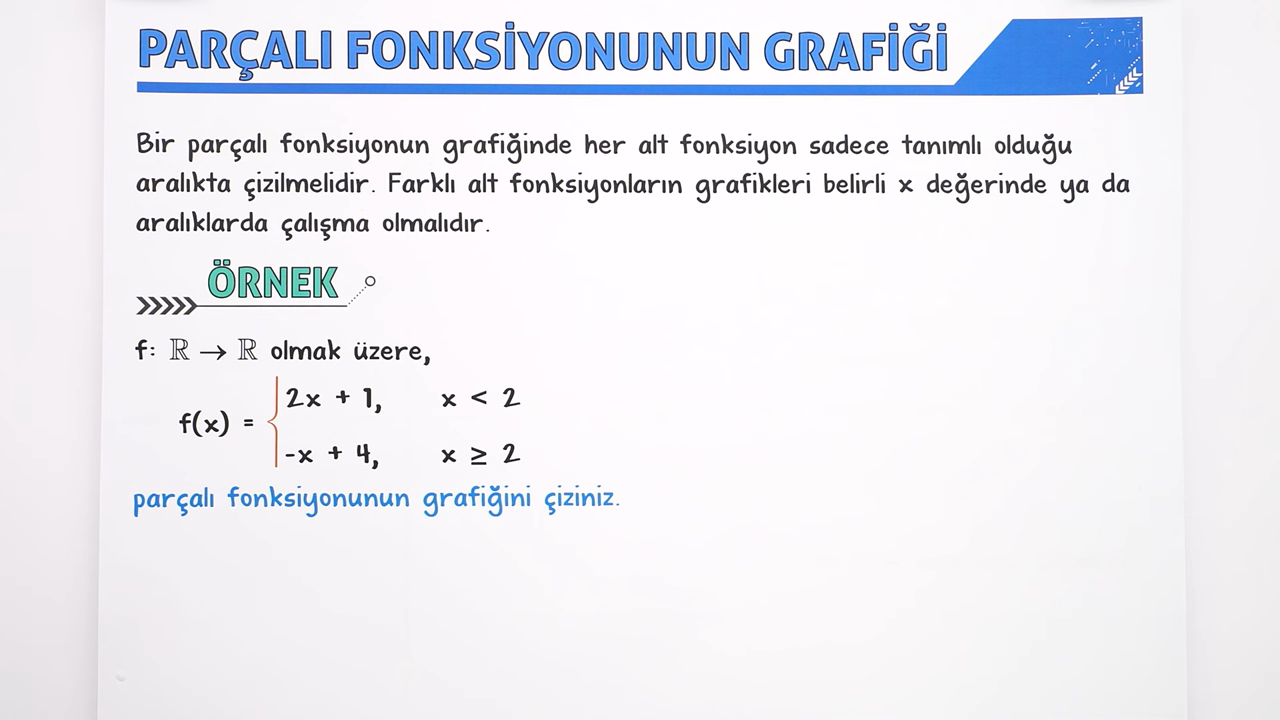 PARÇALI FONKSİYONUNUN GRAFİĞİ
Bir parçalı fonksiyonun grafiğinde her alt fonksiyon sadece tanımlı olduğu
aralıkta çizilmelidir. Farklı alt fonksiyonların grafikleri belirli x değerinde ya da
aralıklarda çalışma olmalıdır.
ÖRNEK
f: ℝ → ℝ olmak üzere,
2x + 1, x < 2
f(x) =
-x + 4, x ≥ 2
parçalı fonksiyonunun grafiğini çiziniz.